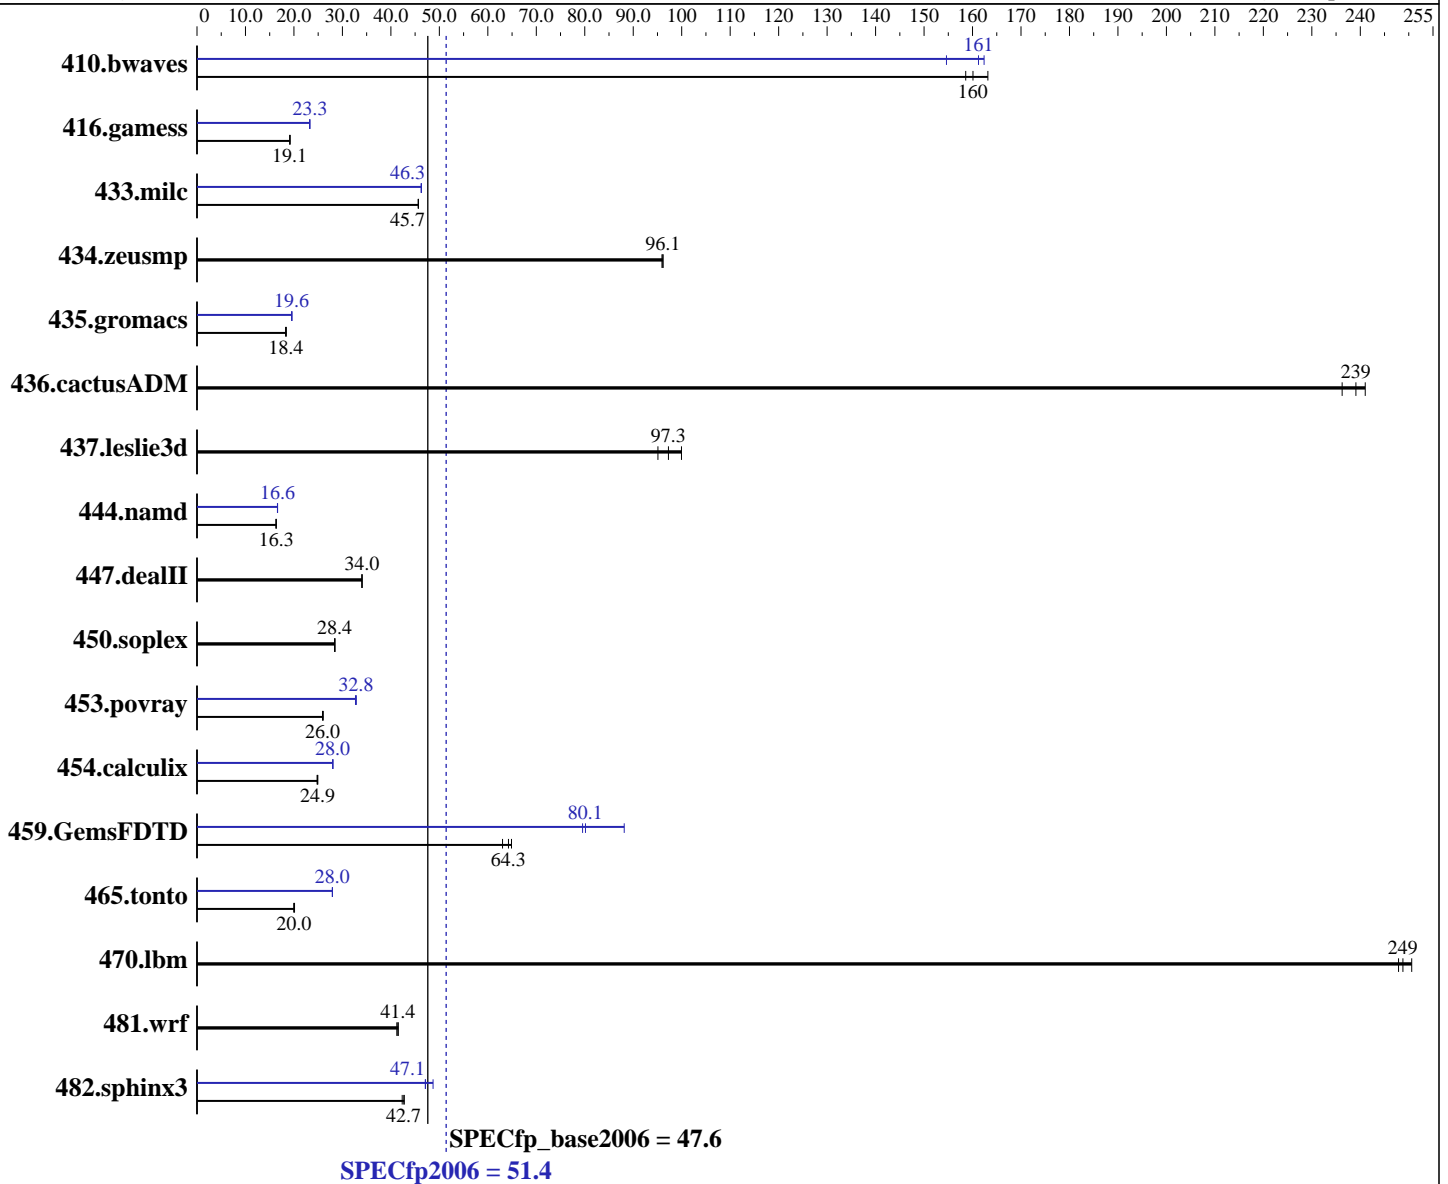 0 10.0 20.0 30.0 40.0 50.0 60.0 70.0 80.0 90.0 100 110 120 130 140 150 160 170 180 190 200 210 220 230 240 255
161
410.bwaves
160
23.3
416.gamess
19.1
46.3
433.milc
45.7
96.1
434.zeusmp
19.6
435.gromacs
18.4
239
436.cactusADM
97.3
437.leslie3d
16.6
444.namd
16.3
34.0
447.dealII
28.4
450.soplex
32.8
453.povray
26.0
28.0
454.calculix
24.9
80.1
459.GemsFDTD
64.3
28.0
465.tonto
20.0
249
470.lbm
41.4
481.wrf
47.1
482.sphinx3
42.7
SPECfp_base2006 = 47.6
SPECfp2006 = 51.4